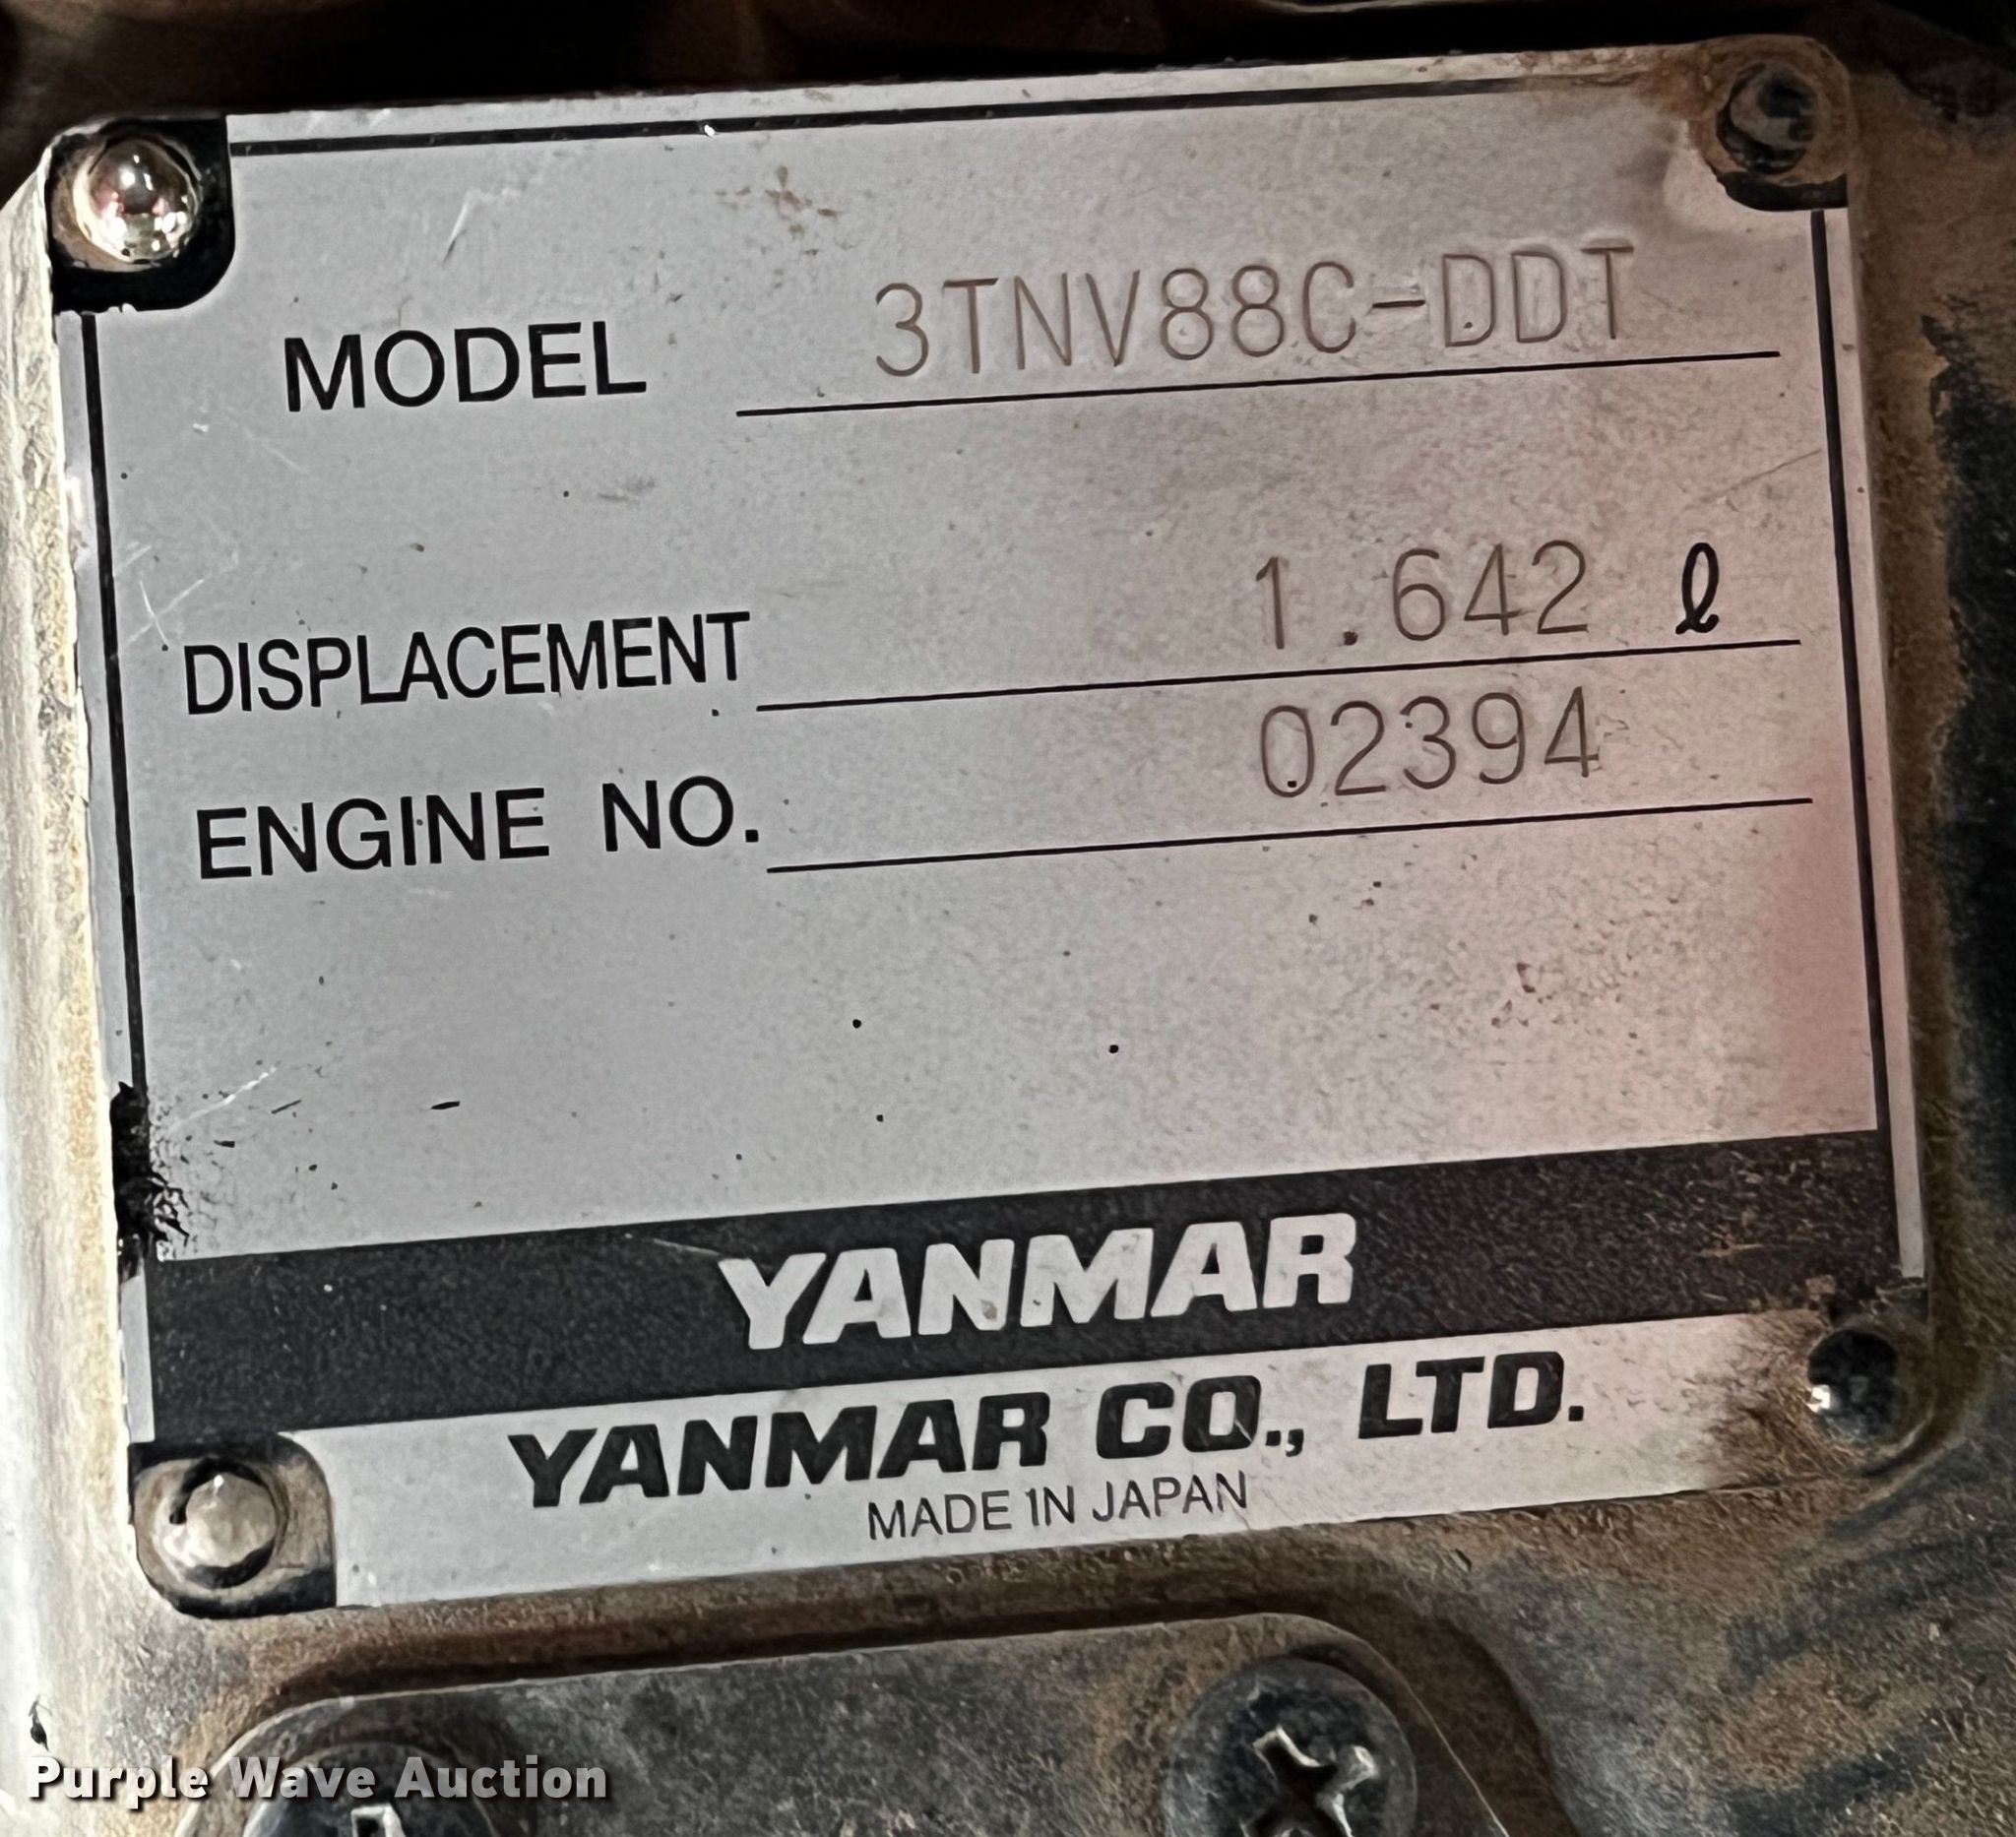 MODEL 3TNV88C-DDT
DISPLACEMENT 1.642 ℓ
ENGINE NO. 02394
YANMAR
YANMAR CO., LTD.
MADE IN JAPAN
Purple Wave Auction